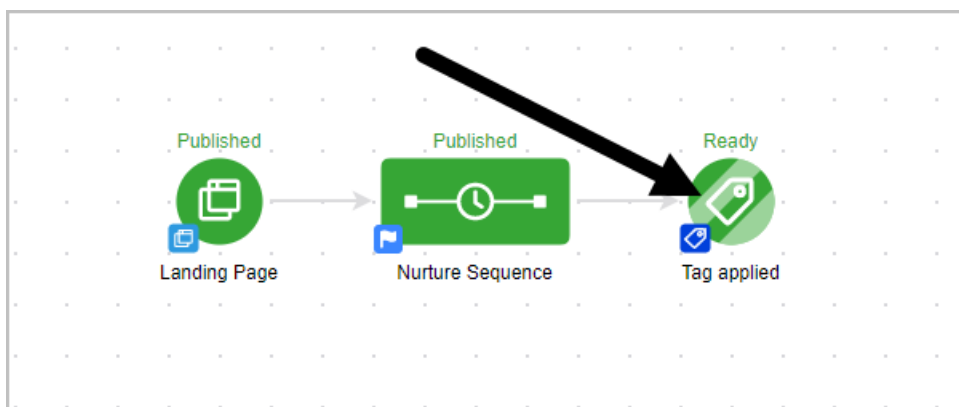 Published
Published
Ready
Landing Page
Nurture Sequence
Tag applied